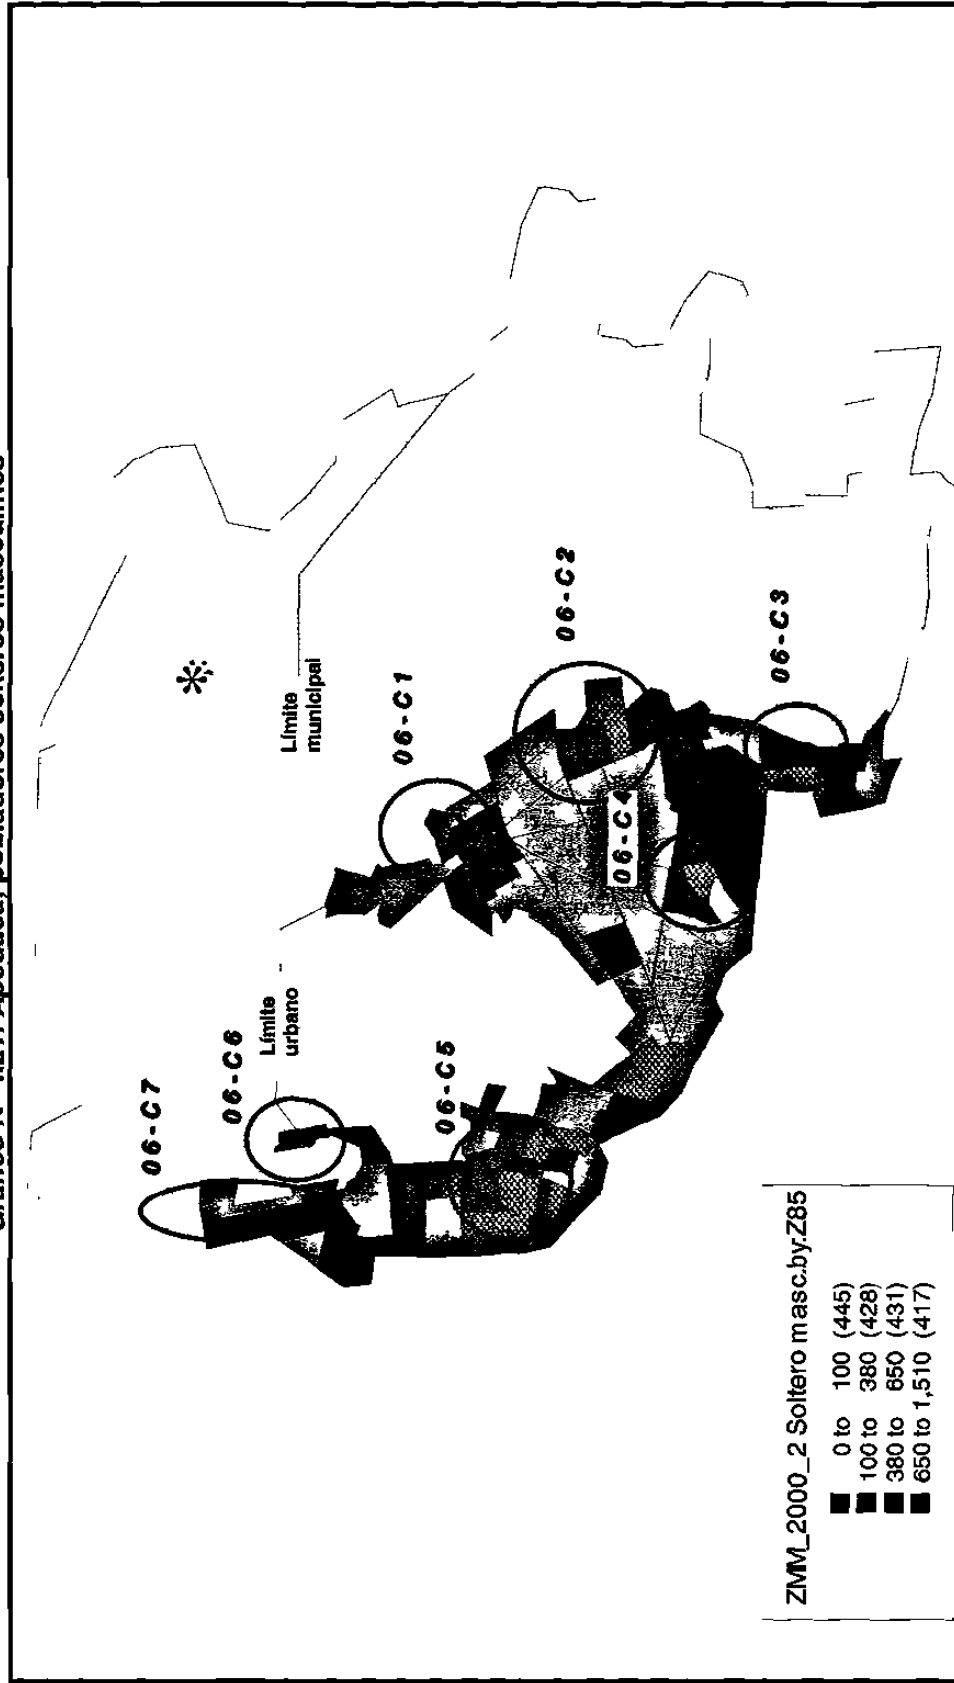 06-C7
06-C6
Límite
urbano
06-C5
06-C1
Límite
municipal
06-C2
06-C4
06-C3
ZMM_2000_2 Soltero masc.by.Z85
0 to 100 (445)
100 to 380 (428)
380 to 650 (431)
650 to 1,510 (417)